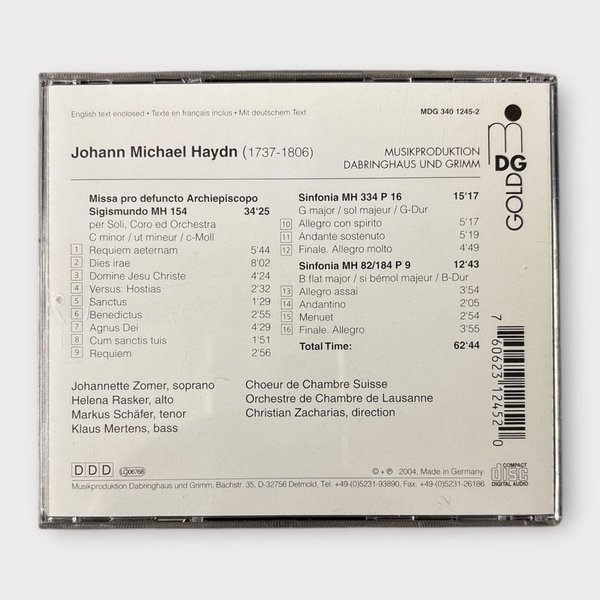 English text enclosed • Texte en français inclus • Mit deutschem Text
MDG 340 1245-2
Johann Michael Haydn (1737-1806)
MUSIKPRODUKTION
DABRINGHAUS UND GRIMM
m
DG
GOLD
Missa pro defuncto Archiepiscopo
Sigismundo MH 154 34'25
per Soli, Coro ed Orchestra
C minor / ut mineur / c-Moll
1 Requiem aeternam 5'44
2 Dies irae 8'02
3 Domine Jesu Christe 4'24
4 Versus: Hostias 2'32
5 Sanctus 1'29
6 Benedictus 2'55
7 Agnus Dei 4'29
8 Cum sanctis tuis 1'51
9 Requiem 2'56
Sinfonia MH 334 P 16 15'17
G major / sol majeur / G-Dur
10 Allegro con spirito 5'17
11 Andante sostenuto 5'19
12 Finale. Allegro molto 4'49
Sinfonia MH 82/184 P 9 12'43
B flat major / si bémol majeur / B-Dur
13 Allegro assai 3'54
14 Andantino 2'05
15 Menuet 2'54
16 Finale. Allegro 3'55
Total Time: 62'44
Johannette Zomer, soprano
Helena Rasker, alto
Markus Schäfer, tenor
Klaus Mertens, bass
Choeur de Chambre Suisse
Orchestre de Chambre de Lausanne
Christian Zacharias, direction
7 60623 12452 0
DDD
LC 06768
© + ℗ 2004, Made in Germany
COMPACT
disc
DIGITAL AUDIO
Musikproduktion Dabringhaus und Grimm, Bachstr. 35, D-32756 Detmold, Tel. +49-(0)5231-93890, Fax +49-(0)5231-26186